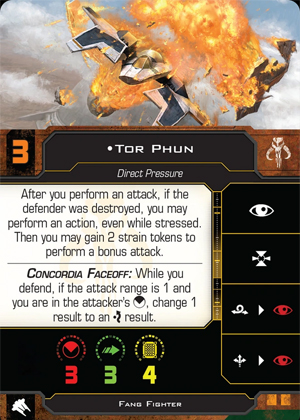 3
•Tor Phun
Direct Pressure
After you perform an attack, if the
defender was destroyed, you may
perform an action, even while stressed.
Then you may gain 2 strain tokens to
perform a bonus attack.
Concordia Faceoff: While you
defend, if the attack range is 1 and
you are in the attacker's , change 1
result to an result.
3 3 4
Fang Fighter